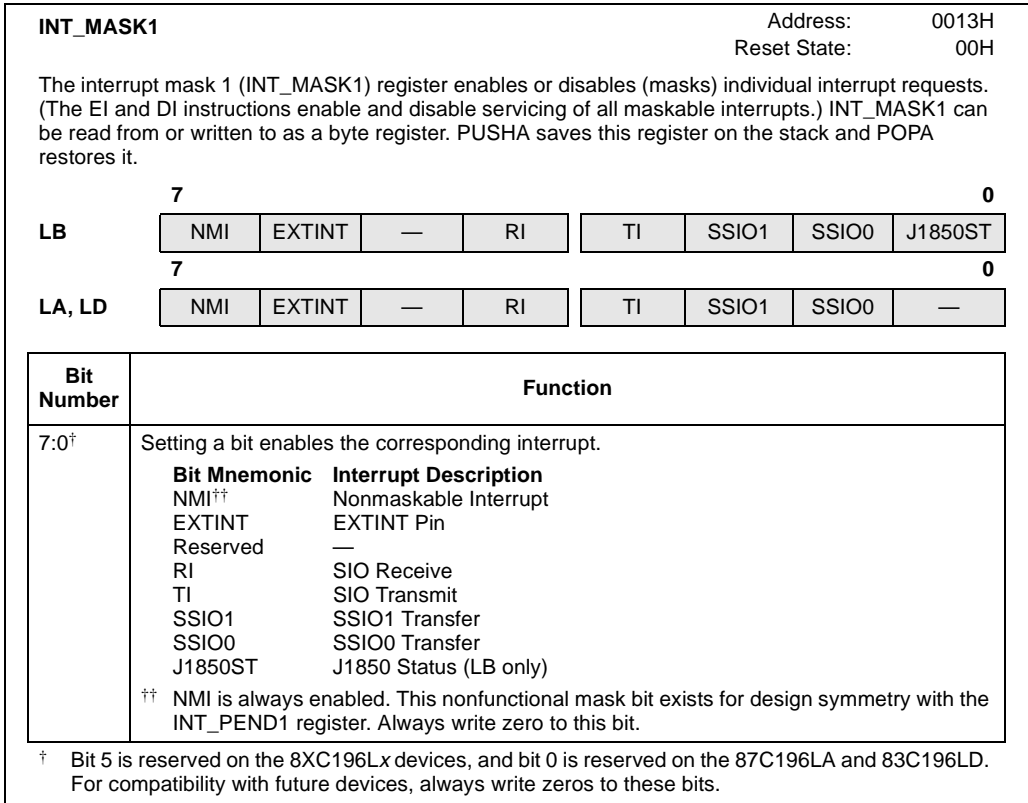 INT_MASK1 Address: 0013H
Reset State: 00H
The interrupt mask 1 (INT_MASK1) register enables or disables (masks) individual interrupt requests.
(The EI and DI instructions enable and disable servicing of all maskable interrupts.) INT_MASK1 can
be read from or written to as a byte register. PUSHA saves this register on the stack and POPA
restores it.
7 0
LB NMI EXTINT — RI TI SSIO1 SSIO0 J1850ST
7 0
LA, LD NMI EXTINT — RI TI SSIO1 SSIO0 —
Bit
Number Function
7:0† Setting a bit enables the corresponding interrupt.
Bit Mnemonic Interrupt Description
NMI†† Nonmaskable Interrupt
EXTINT EXTINT Pin
Reserved —
RI SIO Receive
TI SIO Transmit
SSIO1 SSIO1 Transfer
SSIO0 SSIO0 Transfer
J1850ST J1850 Status (LB only)
†† NMI is always enabled. This nonfunctional mask bit exists for design symmetry with the
INT_PEND1 register. Always write zero to this bit.
† Bit 5 is reserved on the 8XC196Lx devices, and bit 0 is reserved on the 87C196LA and 83C196LD.
For compatibility with future devices, always write zeros to these bits.